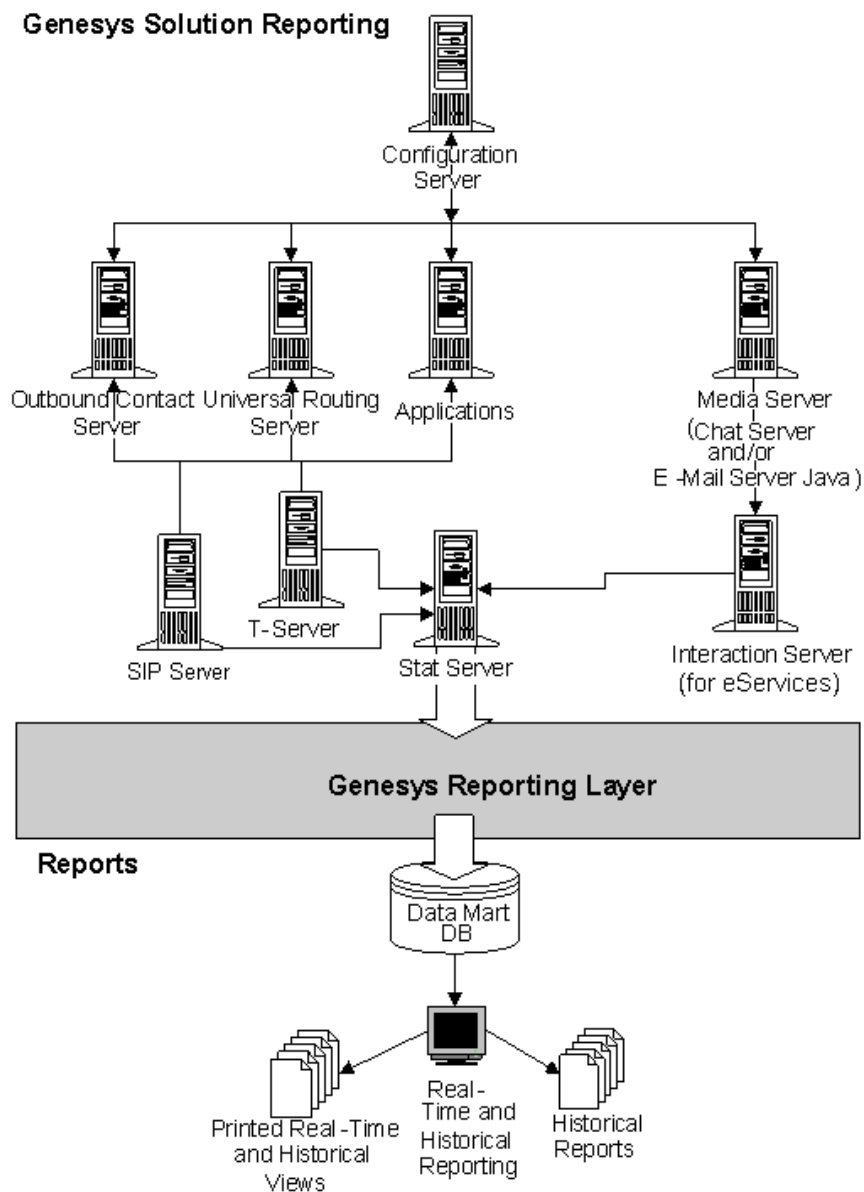 Genesys Solution Reporting
Configuration
Server
Outbound Contact
Server
Universal Routing
Server
Applications
Media Server
(Chat Server
and/or
E -Mail Server Java )
T-Server
SIP Server
Stat Server
Interaction Server
(for eServices)
Genesys Reporting Layer
Reports
Data Mart
DB
Printed Real -Time
and Historical
Views
Real -
Time and
Historical
Reporting
Historical
Reports